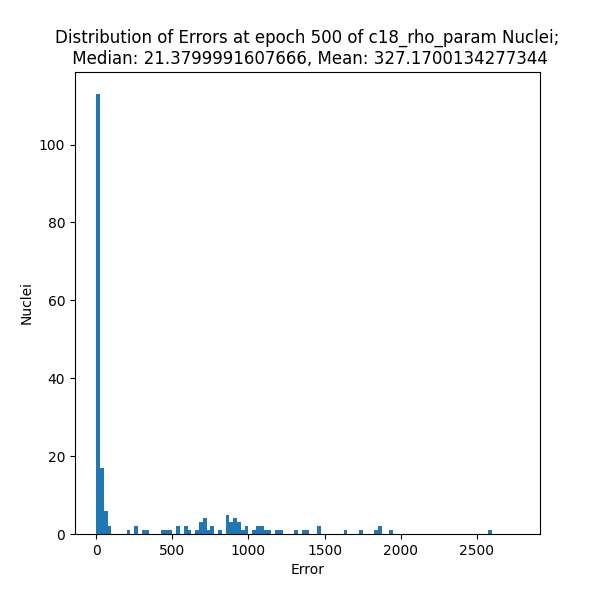 Distribution of Errors at epoch 500 of c18_rho_param Nuclei;
Median: 21.3799991607666, Mean: 327.1700134277344
100
80
60
40
20
0
Nuclei
0 500 1000 1500 2000 2500
Error